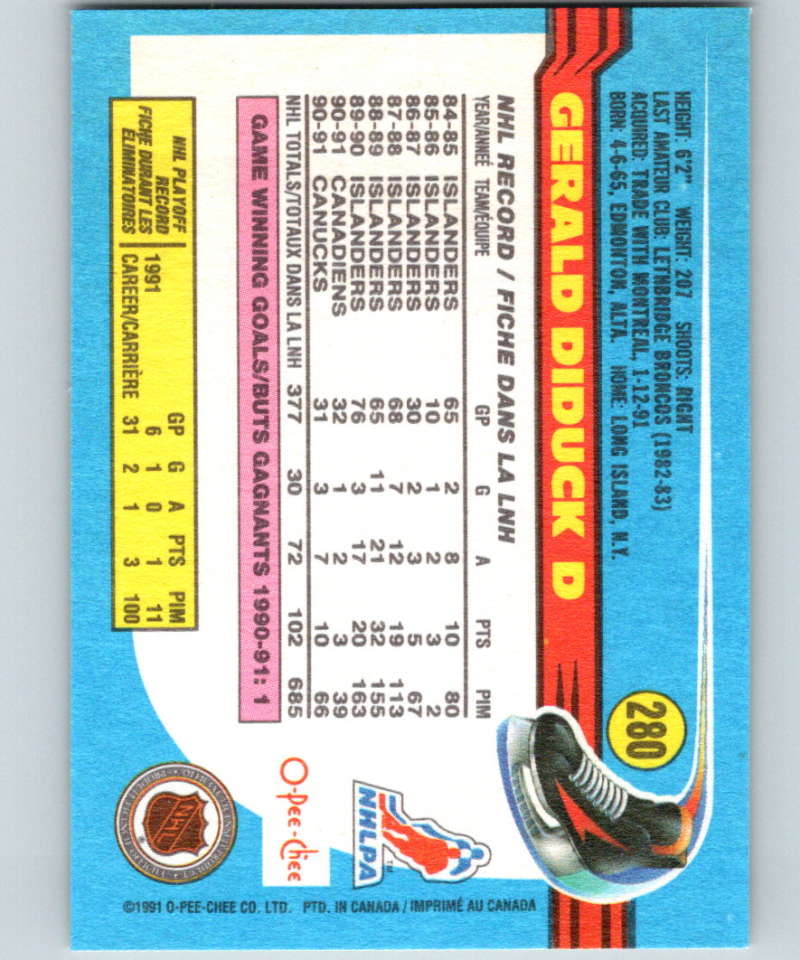 280
HEIGHT: 6'2" WEIGHT: 207 SHOOTS: RIGHT
LAST AMATEUR CLUB: LETHBRIDGE BRONCOS (1982-83)
ACQUIRED: TRADE WITH MONTREAL, 1-12-91
BORN: 4-6-65, EDMONTON, ALTA. HOME: LONG ISLAND, N.Y.
GERALD DIDUCK D
NHL RECORD / FICHE DANS LA LNH
YEAR/ANNÉE TEAM/ÉQUIPE GP G A PTS PIM
84-85 ISLANDERS 65 2 8 10 80
85-86 ISLANDERS 10 1 2 3 2
86-87 ISLANDERS 30 2 3 5 67
87-88 ISLANDERS 68 7 12 19 113
88-89 ISLANDERS 65 11 21 32 155
89-90 ISLANDERS 76 3 17 20 163
90-91 CANADIENS 32 1 2 3 39
90-91 CANUCKS 31 3 7 10 66
NHL TOTALS/TOTAUX DANS LA LNH 377 30 72 102 685
GAME WINNING GOALS/BUTS GAGNANTS 1990-91: 1
NHL PLAYOFF
RECORD
FICHE DURANT LES
ÉLIMINATOIRES
GP G A PTS PIM
1991 6 1 0 1 11
CAREER/CARRIÈRE 31 2 1 3 100
NHLPA
TM
O-Pee-Chee
NHL
©1991 O-PEE-CHEE CO. LTD. PTD. IN CANADA / IMPRIMÉ AU CANADA